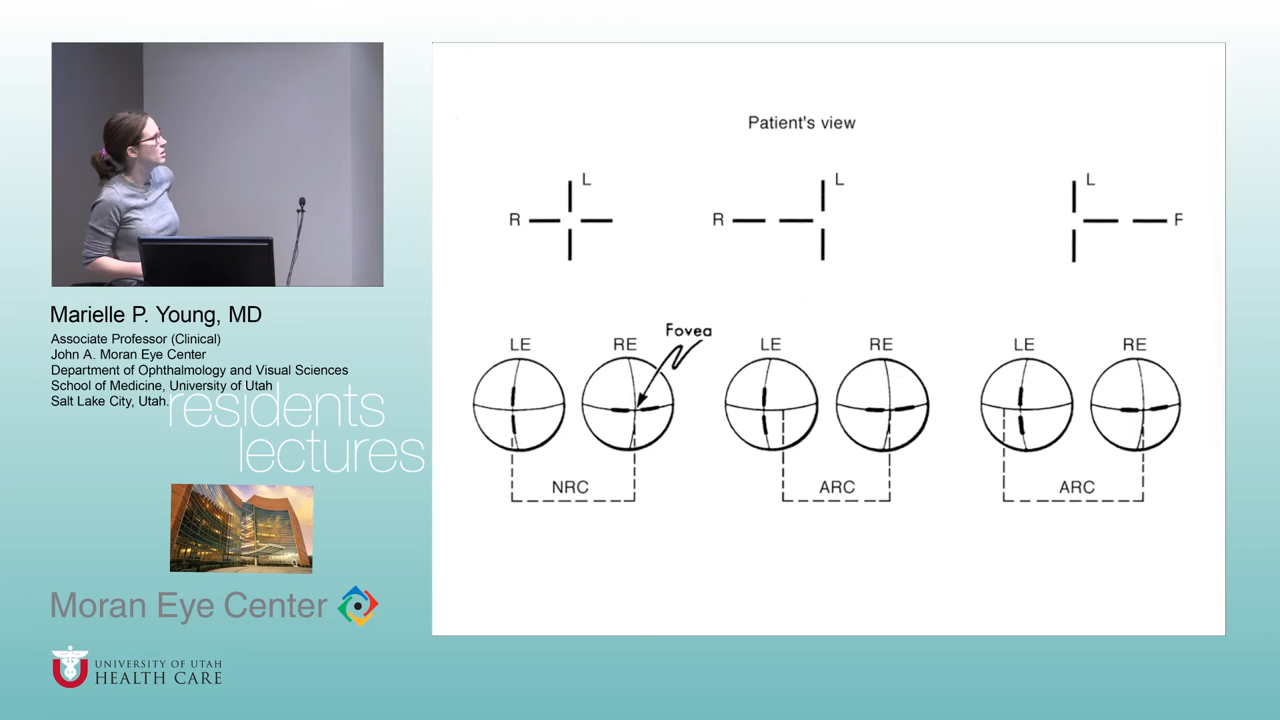 Patient's view
L
R
R
L
L
F
Fovea
LE
RE
LE
RE
LE
RE
NRC
ARC
ARC
Marielle P. Young, MD
Associate Professor (Clinical)
John A. Moran Eye Center
Department of Ophthalmology and Visual Sciences
School of Medicine, University of Utah
Salt Lake City, Utah.
residents
lectures
Moran Eye Center
UNIVERSITY OF UTAH
HEALTH CARE